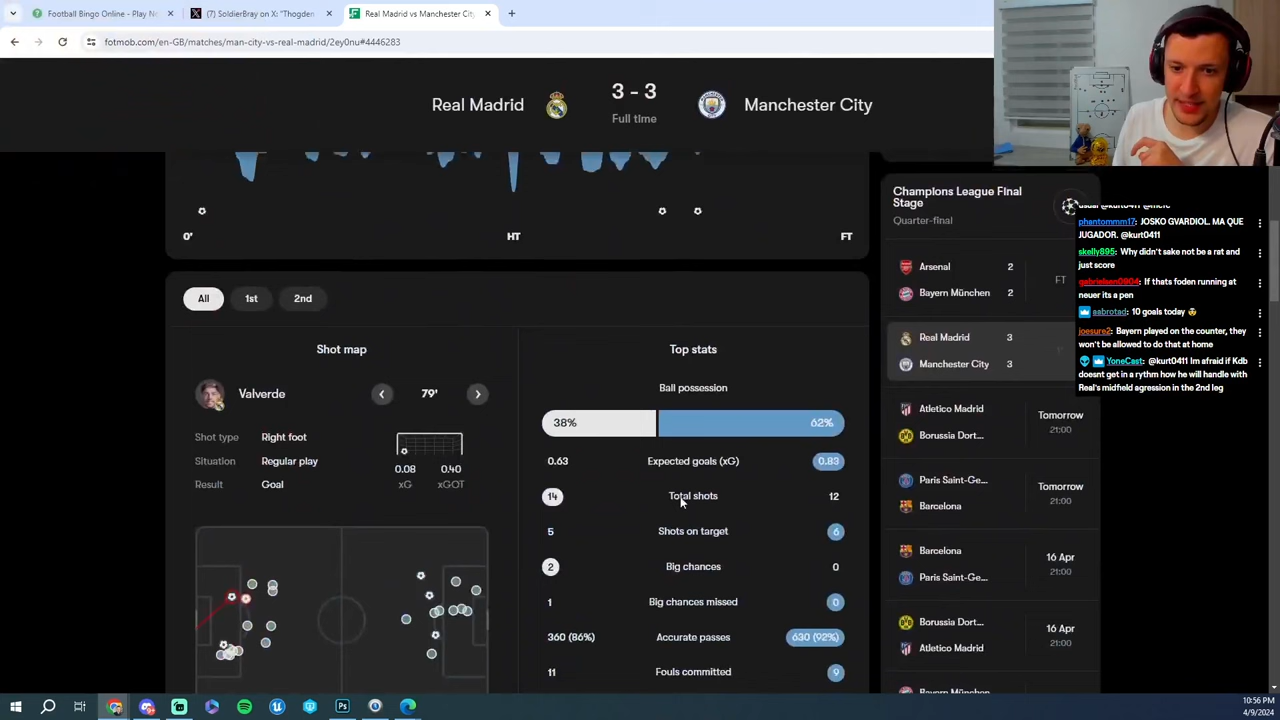 Football Bingo Online - Play No
(7) SoldierBray on X: "Thogden
Real Madrid vs Manchester City
fotmob.com/en-GB/matches/man-city-vs-real-madrid/2ey0nu#4446283
Real Madrid
3 - 3
Full time
Manchester City
0'
HT
FT
All
1st
2nd
Shot map
Valverde
79'
Shot type
Right foot
Situation
Regular play
Result
Goal
0.08
xG
0.40
xGOT
Top stats
Ball possession
38%
62%
0.63
Expected goals (xG)
0.83
14
Total shots
12
5
Shots on target
6
2
Big chances
0
1
Big chances missed
0
360 (86%)
Accurate passes
630 (92%)
11
Fouls committed
9
Champions League Final
Stage
Quarter-final
Arsenal
2
Bayern München
2
FT
Real Madrid
3
Manchester City
3
Atletico Madrid
Borussia Dort...
Tomorrow
21:00
Paris Saint-Ge...
Barcelona
Tomorrow
21:00
Barcelona
Paris Saint-Ge...
16 Apr
21:00
Borussia Dort...
Atletico Madrid
16 Apr
21:00
phantommm17: JOSKO GVARDIOL. MA QUE
JUGADOR. @kurt0411
skelly895: Why didn't sake not be a rat and
just score
gabrielsen0904: If thats foden running at
neuer its a pen
aabrotad: 10 goals today
joesure2: Bayern played on the counter, they
won't be allowed to do that at home
YoneCast: @kurt0411 Im afraid if Kdb
doesnt get in a rythm how he will handle with
Real's midfield agression in the 2nd leg
10:56 PM
4/9/2024